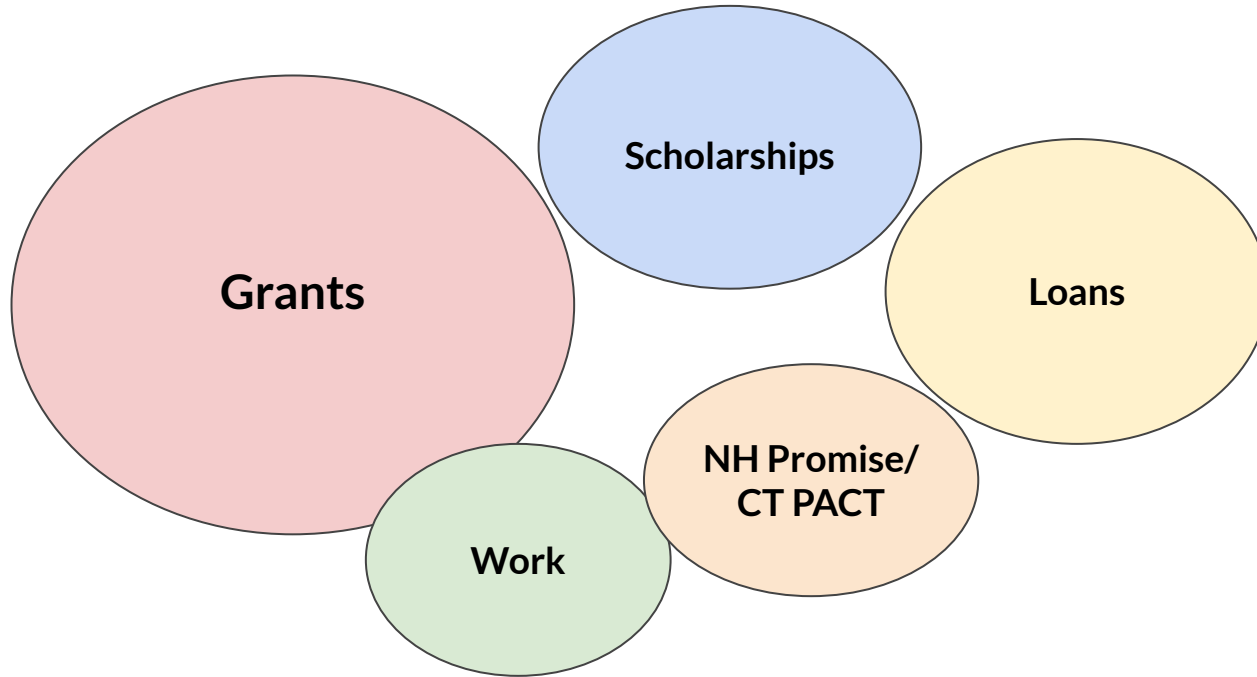 Scholarships
Grants
Loans
NH Promise/
CT PACT
Work